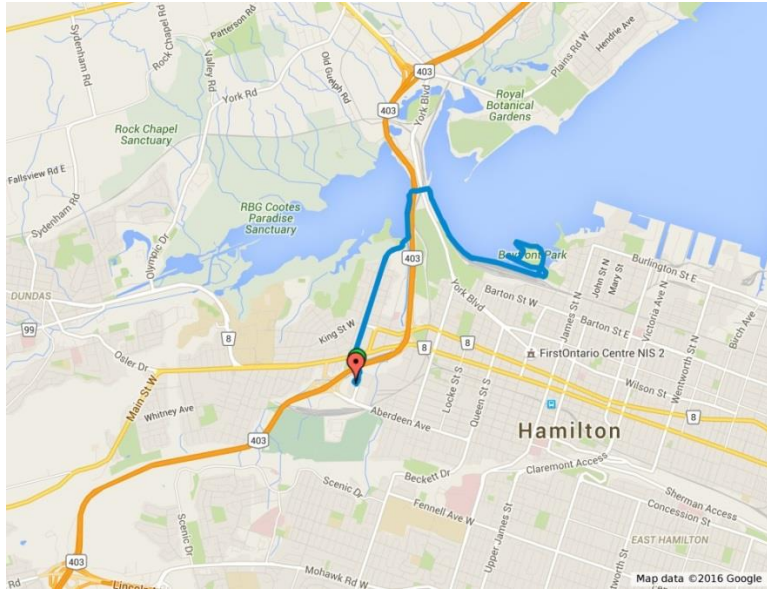 Sydenham Rd
Rock Chapel Rd
Patterson Rd
Valley Rd
York Rd
Old Guelph Rd
403
403
York Blvd
Plains Rd W
Hendrie Ave
Royal
Botanical
Gardens
Rock Chapel
Sanctuary
Fallsview Rd E
Sydenham Rd
RBG Cootes
Paradise
Sanctuary
Olympic Dr
403
Bayfront Park
Burlington St E
John St N
Mary St
Victoria Ave N
Wentworth St N
Birch Ave
DUNDAS
99
8
King St W
York Blvd
Barton St W
Barton St E
James St N
Osler Dr
8
FirstOntario Centre NIS 2
Main St W
Whitney Ave
Locke St S
Queen St S
Wilson St
8
Aberdeen Ave
403
Hamilton
Beckett Dr
Claremont Access
Scenic Dr
Scenic Dr
Fennell Ave W
Upper James St
Sherman Access
Concession St
EAST HAMILTON
403
Mohawk Rd W
Rd
Map data ©2016 Google